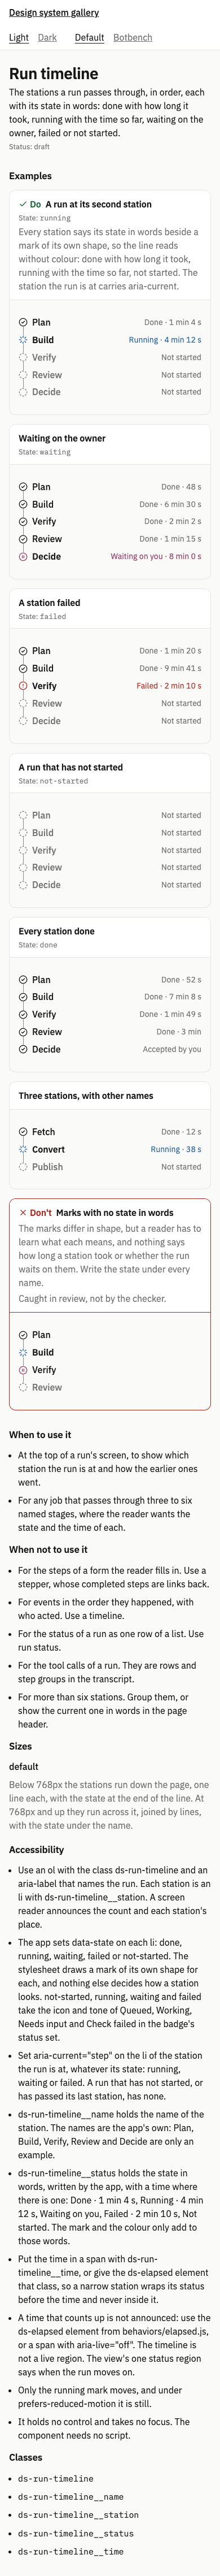 Design system gallery
Light Dark Default Botbench
Run timeline
The stations a run passes through, in order, each
with its state in words: done with how long it
took, running with the time so far, waiting on the
owner, failed or not started.
Status: draft
Examples
Do A run at its second station
State: running
Every station says its state in words beside a
mark of its own shape, so the line reads
without colour: done with how long it took,
running with the time so far, not started. The
station the run is at carries aria-current.
Plan Done · 1 min 4 s
Build Running · 4 min 12 s
Verify Not started
Review Not started
Decide Not started
Waiting on the owner
State: waiting
Plan Done · 48 s
Build Done · 6 min 30 s
Verify Done · 2 min 2 s
Review Done · 1 min 15 s
Decide Waiting on you · 8 min 0 s
A station failed
State: failed
Plan Done · 1 min 20 s
Build Done · 9 min 41 s
Verify Failed · 2 min 10 s
Review Not started
Decide Not started
A run that has not started
State: not-started
Plan Not started
Build Not started
Verify Not started
Review Not started
Decide Not started
Every station done
State: done
Plan Done · 52 s
Build Done · 7 min 8 s
Verify Done · 1 min 49 s
Review Done · 3 min
Decide Accepted by you
Three stations, with other names
Fetch Done · 12 s
Convert Running · 38 s
Publish Not started
Don't Marks with no state in words
The marks differ in shape, but a reader has to
learn what each means, and nothing says
how long a station took or whether the run
waits on them. Write the state under every
name.
Caught in review, not by the checker.
Plan
Build
Verify
Review
When to use it
At the top of a run's screen, to show which
station the run is at and how the earlier ones
went.
For any job that passes through three to six
named stages, where the reader wants the
state and the time of each.
When not to use it
For the steps of a form the reader fills in. Use a
stepper, whose completed steps are links back.
For events in the order they happened, with
who acted. Use a timeline.
For the status of a run as one row of a list. Use
run status.
For the tool calls of a run. They are rows and
step groups in the transcript.
For more than six stations. Group them, or
show the current one in words in the page
header.
Sizes
default
Below 768px the stations run down the page, one
line each, with the state at the end of the line. At
768px and up they run across it, joined by lines,
with the state under the name.
Accessibility
Use an ol with the class ds-run-timeline and an
aria-label that names the run. Each station is an
li with ds-run-timeline__station. A screen
reader announces the count and each station's
place.
The app sets data-state on each li: done,
running, waiting, failed or not-started. The
stylesheet draws a mark of its own shape for
each, and nothing else decides how a station
looks. not-started, running, waiting and failed
take the icon and tone of Queued, Working,
Needs input and Check failed in the badge's
status set.
Set aria-current="step" on the li of the station
the run is at, whatever its state: running,
waiting or failed. A run that has not started, or
has passed its last station, has none.
ds-run-timeline__name holds the name of the
station. The names are the app's own: Plan,
Build, Verify, Review and Decide are only an
example.
ds-run-timeline__status holds the state in
words, written by the app, with a time where
there is one: Done · 1 min 4 s, Running · 4 min
12 s, Waiting on you, Failed · 2 min 10 s, Not
started. The mark and the colour only add to
those words.
Put the time in a span with ds-run-
timeline__time, or give the ds-elapsed element
that class, so a narrow station wraps its status
before the time and never inside it.
A time that counts up is not announced: use the
ds-elapsed element from behaviors/elapsed.js,
or a span with aria-live="off". The timeline is
not a live region. The view's one status region
says when the run moves on.
Only the running mark moves, and under
prefers-reduced-motion it is still.
It holds no control and takes no focus. The
component needs no script.
Classes
ds-run-timeline
ds-run-timeline__name
ds-run-timeline__station
ds-run-timeline__status
ds-run-timeline__time